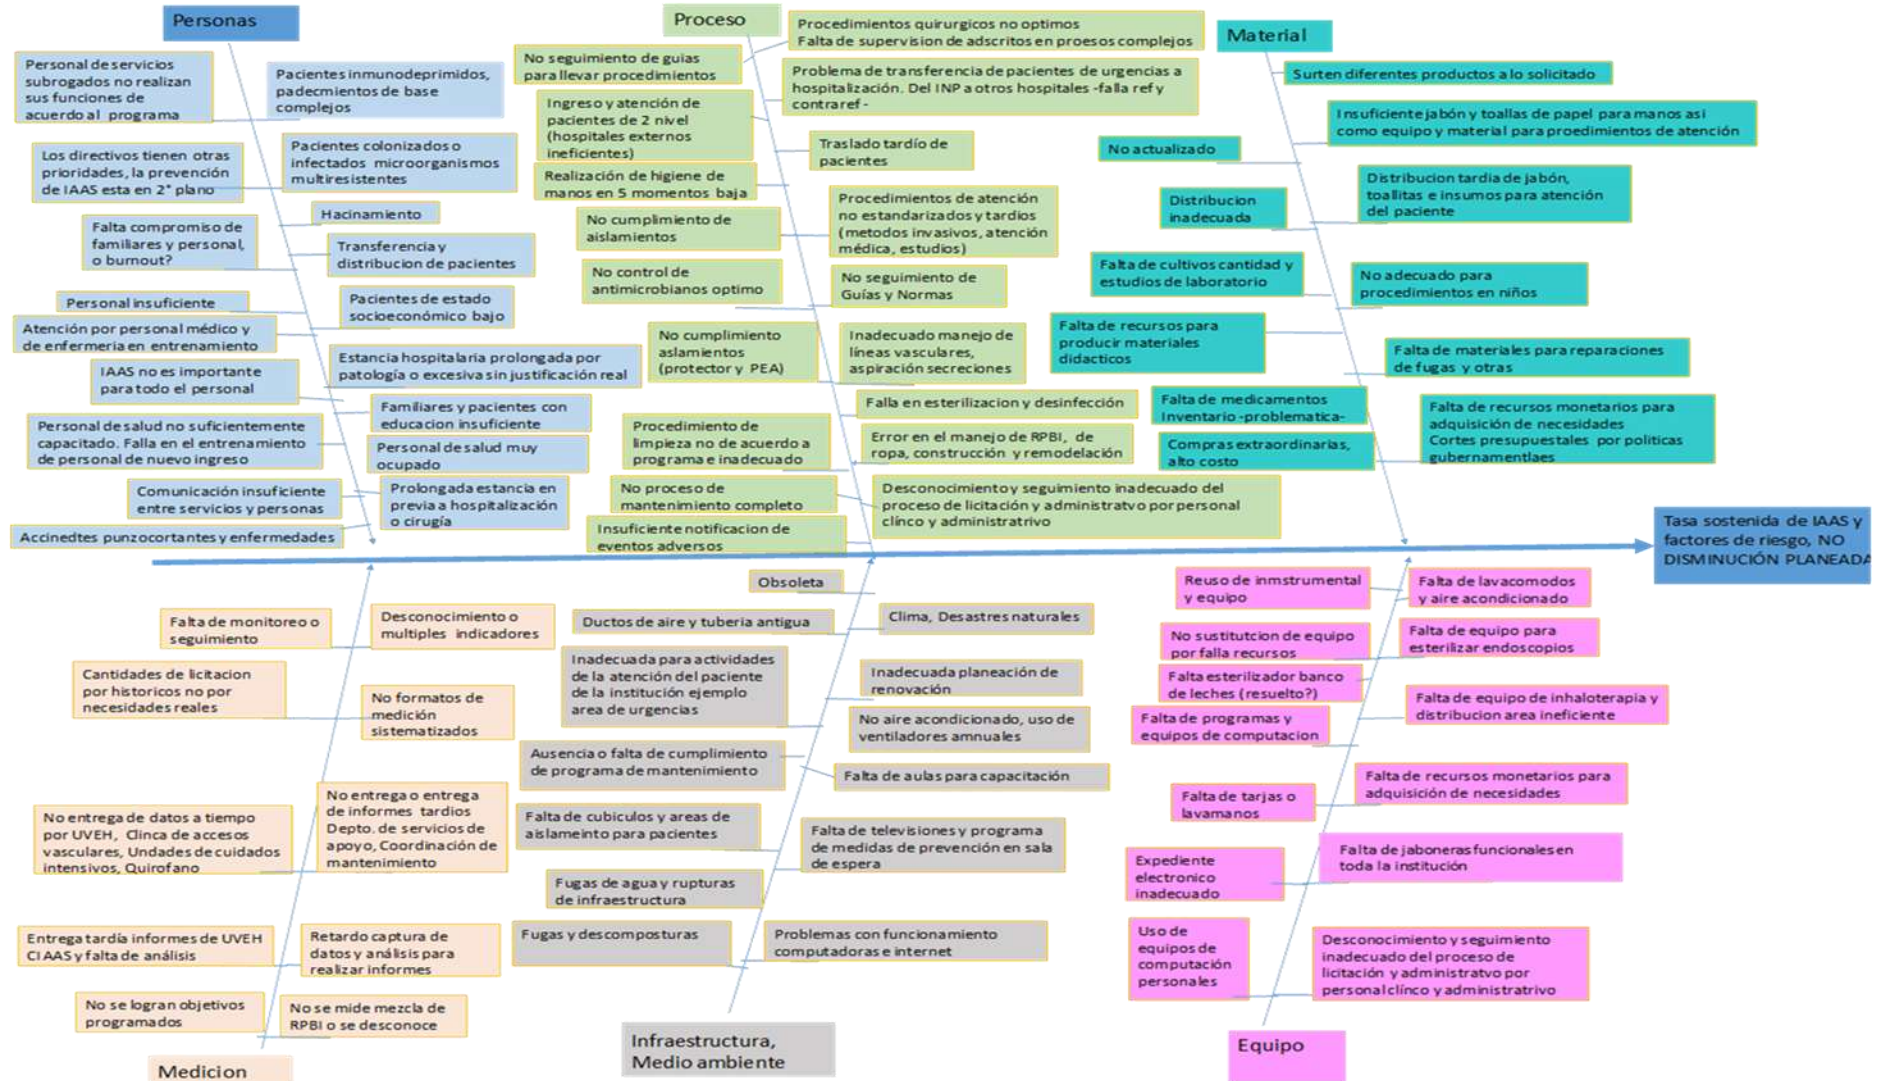 Personas
Personal de servicios
subrogados no realizan
sus funciones de
acuerdo al programa
Pacientes inmunodeprimidos,
padecmientos de base
complejos
Los directivos tienen otras
prioridades, la prevención
de IAAS esta en 2° plano
Pacientes colonizados o
infectados microorganismos
multiresistentes
Hacinamiento
Falta compromiso de
familiares y personal,
o burnout?
Transferencia y
distribucion de pacientes
Personal insuficiente
Pacientes de estado
socioeconómico bajo
Atención por personal médico y
de enfermeria en entrenamiento
Estancia hospitalaria prolongada por
patología o excesiva sin justificación real
IAAS no es importante
para todo el personal
Familiares y pacientes con
educacion insuficiente
Personal de salud no suficientemente
capacitado. Falla en el entrenamiento
de personal de nuevo ingreso
Personal de salud muy
ocupado
Comunicación insuficiente
entre servicios y personas
Prolongada estancia en
previa a hospitalización
o cirugía
Accinedtes punzocortantes y enfermedades
Proceso
Procedimientos quirurgicos no optimos
Falta de supervision de adscritos en proesos complejos
No seguimiento de guias
para llevar procedimientos
Problema de transferencia de pacientes de urgencias a
hospitalización. Del INP a otros hospitales -falla ref y
contraref -
Ingreso y atención de
pacientes de 2 nivel
(hospitales externos
ineficientes)
Traslado tardío de
pacientes
Realización de higiene de
manos en 5 momentos baja
Procedimientos de atención
no estandarizados y tardios
(metodos invasivos, atención
médica, estudios)
No cumplimiento de
aislamientos
No control de
antimicrobianos optimo
No seguimiento de
Guías y Normas
No cumplimiento
aslamientos
(protector y PEA)
Inadecuado manejo de
líneas vasculares,
aspiración secreciones
Falla en esterilizacion y desinfección
Procedimiento de
limpieza no de acuerdo a
programa e inadecuado
Error en el manejo de RPBI, de
ropa, construcción y remodelación
No proceso de
mantenimiento completo
Desconocimiento y seguimiento inadecuado del
proceso de licitación y administratvo por personal
clínco y administratrivo
Insuficiente notificacion de
eventos adversos
Material
Surten diferentes productos a lo solicitado
Insuficiente jabón y toallas de papel para manos asi
como equipo y material para proedimientos de atención
No actualizado
Distribucion tardia de jabón,
toallitas e insumos para atención
del paciente
Distribucion
inadecuada
Falta de cultivos cantidad y
estudios de laboratorio
No adecuado para
procedimientos en niños
Falta de recursos para
producir materiales
didacticos
Falta de materiales para reparaciones
de fugas y otras
Falta de medicamentos
Inventario -problematica-
Falta de recursos monetarios para
adquisición de necesidades
Cortes presupuestales por politicas
gubernamentlaes
Compras extraordinarias,
alto costo
Tasa sostenida de IAAS y
factores de riesgo, NO
DISMINUCIÓN PLANEADA
Falta de monitoreo o
seguimiento
Desconocimiento o
multiples indicadores
Cantidades de licitacion
por historicos no por
necesidades reales
No formatos de
medición
sistematizados
No entrega de datos a tiempo
por UVEH, Clinca de accesos
vasculares, Undades de cuidados
intensivos, Quirofano
No entrega o entrega
de informes tardios
Depto. de servicios de
apoyo, Coordinación de
mantenimiento
Entrega tardía informes de UVEH
CIAAS y falta de análisis
Retardo captura de
datos y análisis para
realizar informes
No se logran objetivos
programados
No se mide mezcla de
RPBI o se desconoce
Medicion
Obsoleta
Ductos de aire y tuberia antigua
Clima, Desastres naturales
Inadecuada para actividades
de la atención del paciente
de la institución ejemplo
area de urgencias
Inadecuada planeación de
renovación
No aire acondicionado, uso de
ventiladores amnuales
Ausencia o falta de cumplimiento
de programa de mantenimiento
Falta de aulas para capacitación
Falta de cubiculos y areas de
aislameinto para pacientes
Falta de televisiones y programa
de medidas de prevención en sala
de espera
Fugas de agua y rupturas
de infraestructura
Fugas y descomposturas
Problemas con funcionamiento
computadoras e internet
Infraestructura,
Medio ambiente
Reuso de inmstrumental
y equipo
Falta de lavacomodos
y aire acondicionado
No sustitutcion de equipo
por falla recursos
Falta de equipo para
esterilizar endoscopios
Falta esterilizador banco
de leches (resuelto?)
Falta de equipo de inhaloterapia y
distribucion area ineficiente
Falta de programas y
equipos de computacion
Falta de recursos monetarios para
adquisición de necesidades
Falta de tarjas o
lavamanos
Falta de jaboneras funcionales en
toda la institución
Expediente
electronico
inadecuado
Uso de
equipos de
computación
personales
Desconocimiento y seguimiento
inadecuado del proceso de
licitación y administratvo por
personal clínco y administratrivo
Equipo